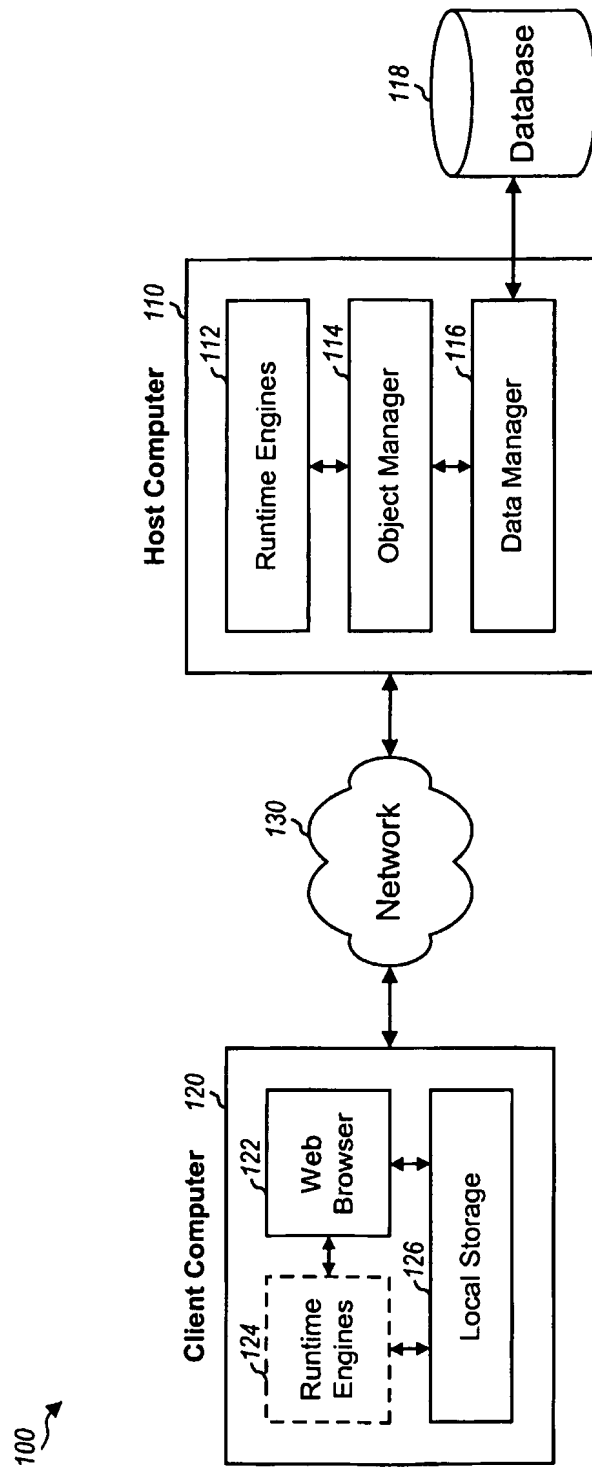 100
Client Computer
120
124
Runtime
Engines
122
Web
Browser
126
Local Storage
130
Network
Host Computer
110
112
Runtime Engines
114
Object Manager
116
Data Manager
118
Database